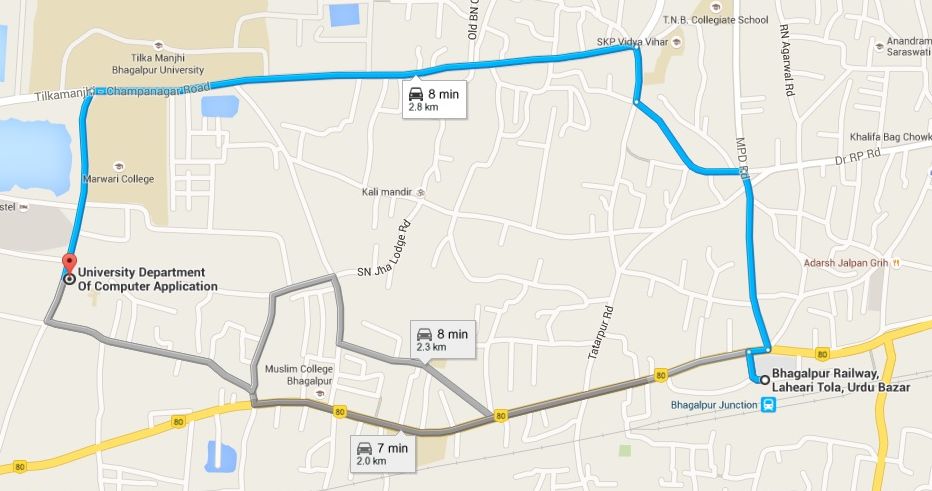 T.N.B. Collegiate School
Old BN
SKP Vidya Vihar
RN Agarwal Rd
Anandram
Saraswati
Tilka Manjhi
Bhagalpur University
Tilkamanjhi - Champanagar Road
8 min
2.8 km
MPD Rd
Khalifa Bag Chowk
Dr RP Rd
Marwari College
Kali mandir
stel
SN Jha Lodge Rd
University Department
Of Computer Application
Adarsh Jalpan Grih
Tatarpur Rd
8 min
2.3 km
80
80
Muslim College
Bhagalpur
Bhagalpur Railway,
Laheari Tola, Urdu Bazar
Bhagalpur Junction
80
80
7 min
2.0 km
80